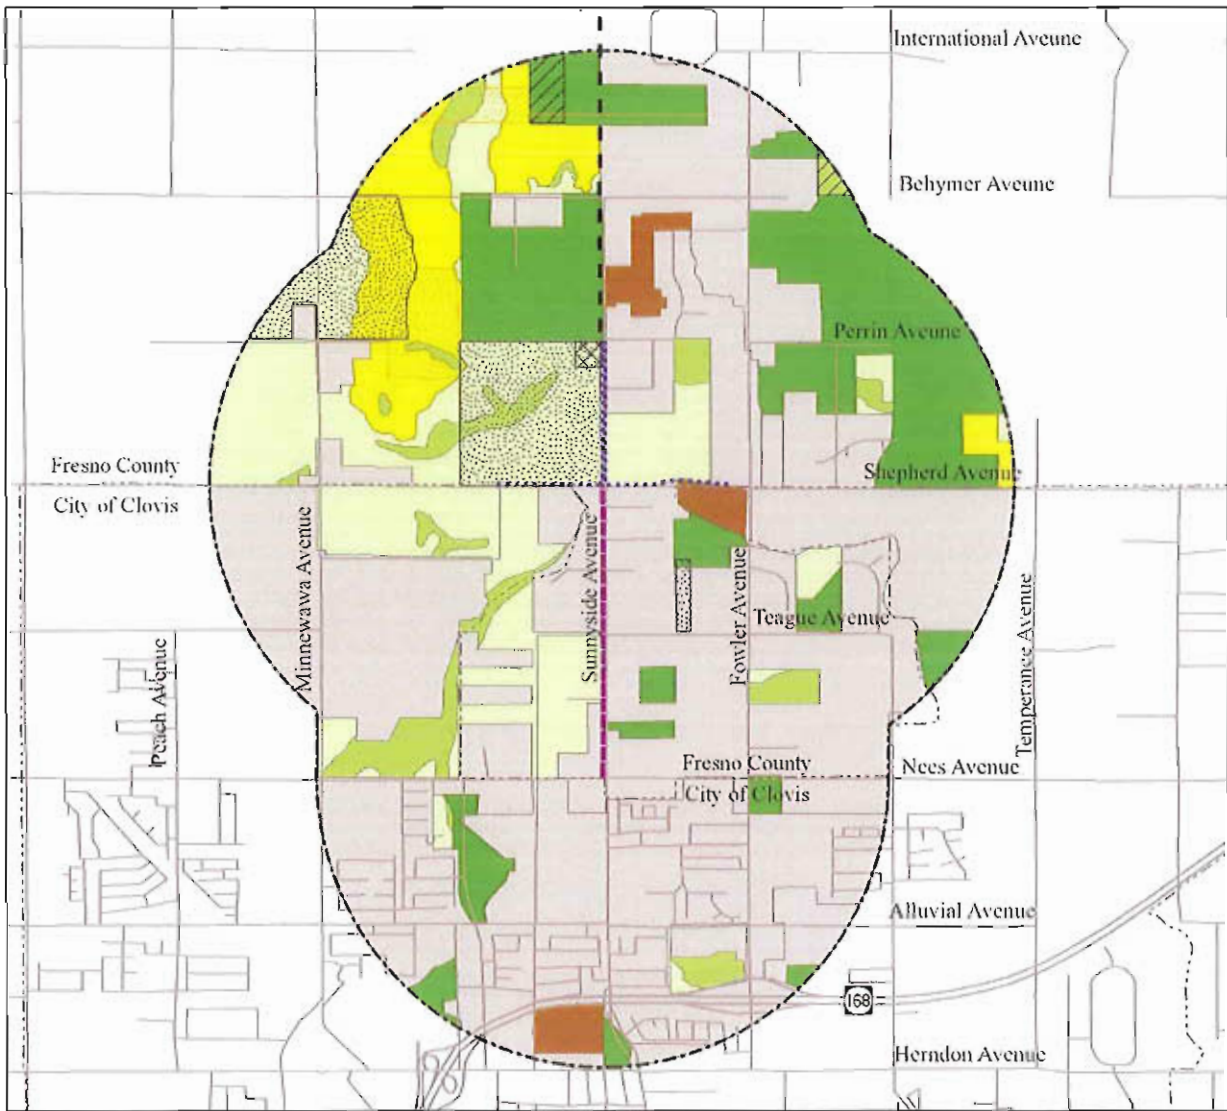 International Aveune
Behymer Aveune
Perrin Aveune
Fresno County
Shepherd Avenue
City of Clovis
Minnewawa Avenue
Sunnyside Avenue
Fowler Avenue
Teague Avenue
Temperance Avenue
Peach Avenue
Fresno County
Nees Avenue
City of Clovis
Alluvial Avenue
168
Herndon Avenue